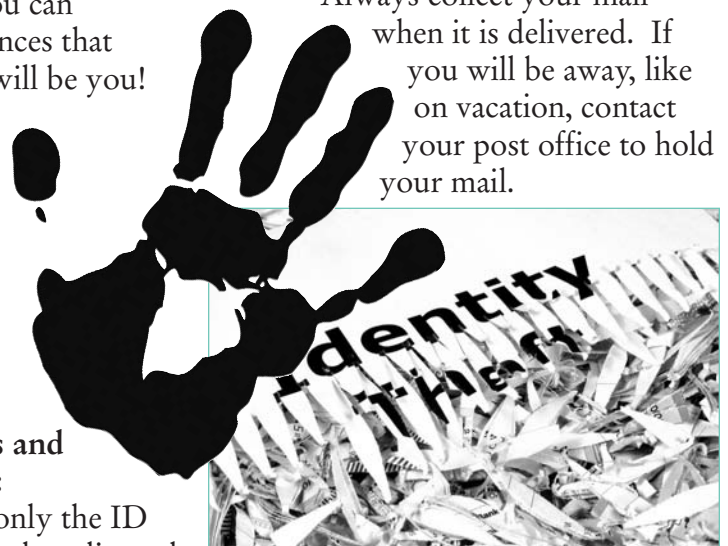 ou can
nces that
will be you!
Always collect your mail
when it is delivered.  If
you will be away, like
on vacation, contact
your post office to hold
your mail.
Identity
Theft
s and
:
only the ID